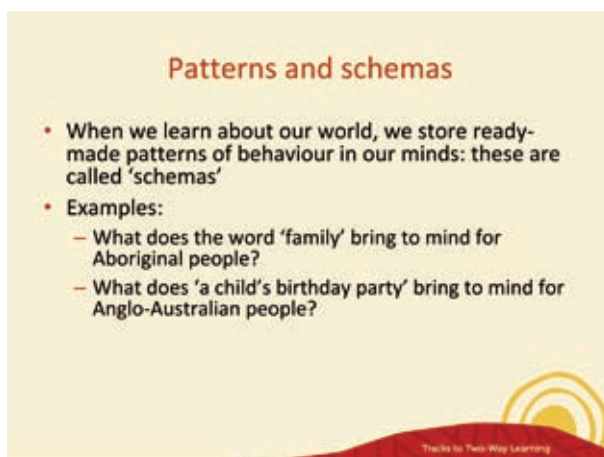 Patterns and schemas
• When we learn about our world, we store ready-
made patterns of behaviour in our minds: these are
called ‘schemas’
• Examples:
– What does the word ‘family’ bring to mind for
Aboriginal people?
– What does ‘a child’s birthday party’ bring to mind for
Anglo-Australian people?
Tracks to Two-Way Learning